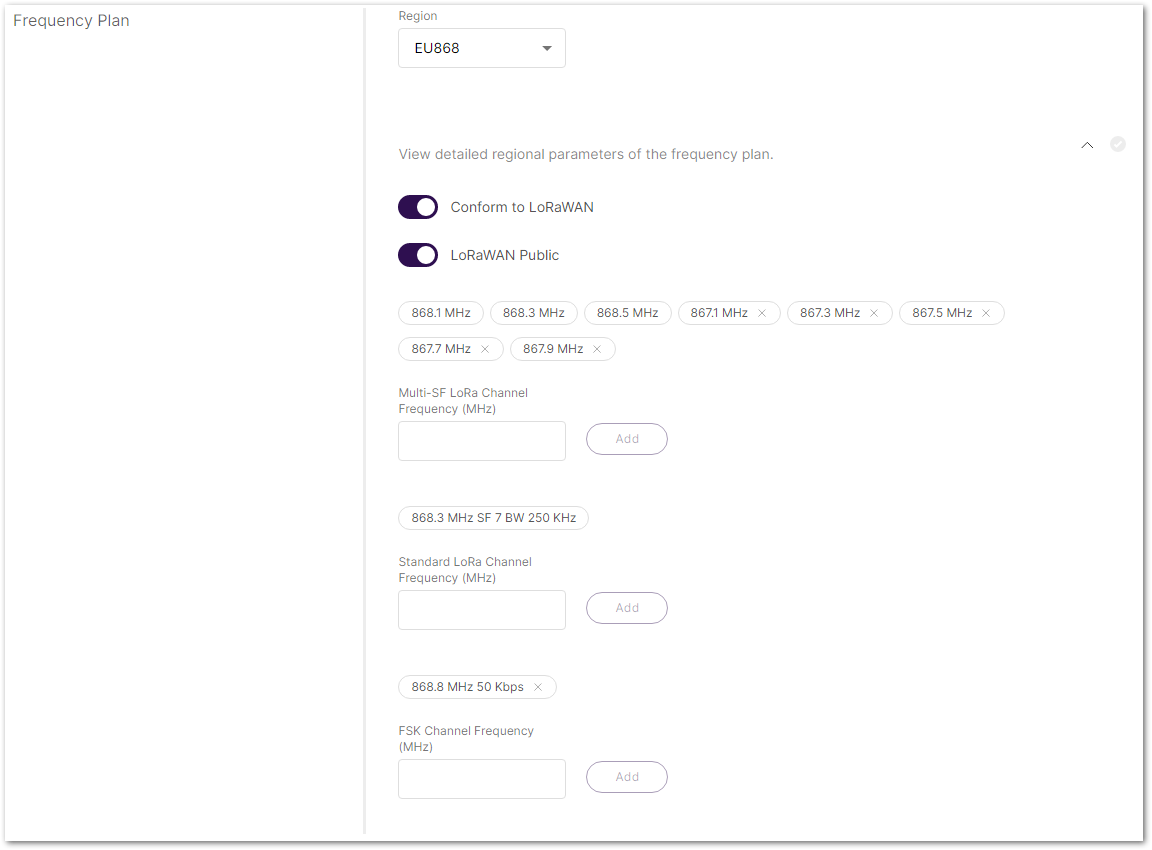 Frequency Plan
Region
EU868
View detailed regional parameters of the frequency plan.
Conform to LoRaWAN
LoRaWAN Public
868.1 MHz 868.3 MHz 868.5 MHz 867.1 MHz 867.3 MHz 867.5 MHz
867.7 MHz 867.9 MHz
Multi-SF LoRa Channel
Frequency (MHz)
Add
868.3 MHz SF 7 BW 250 KHz
Standard LoRa Channel
Frequency (MHz)
Add
868.8 MHz 50 Kbps
FSK Channel Frequency
(MHz)
Add